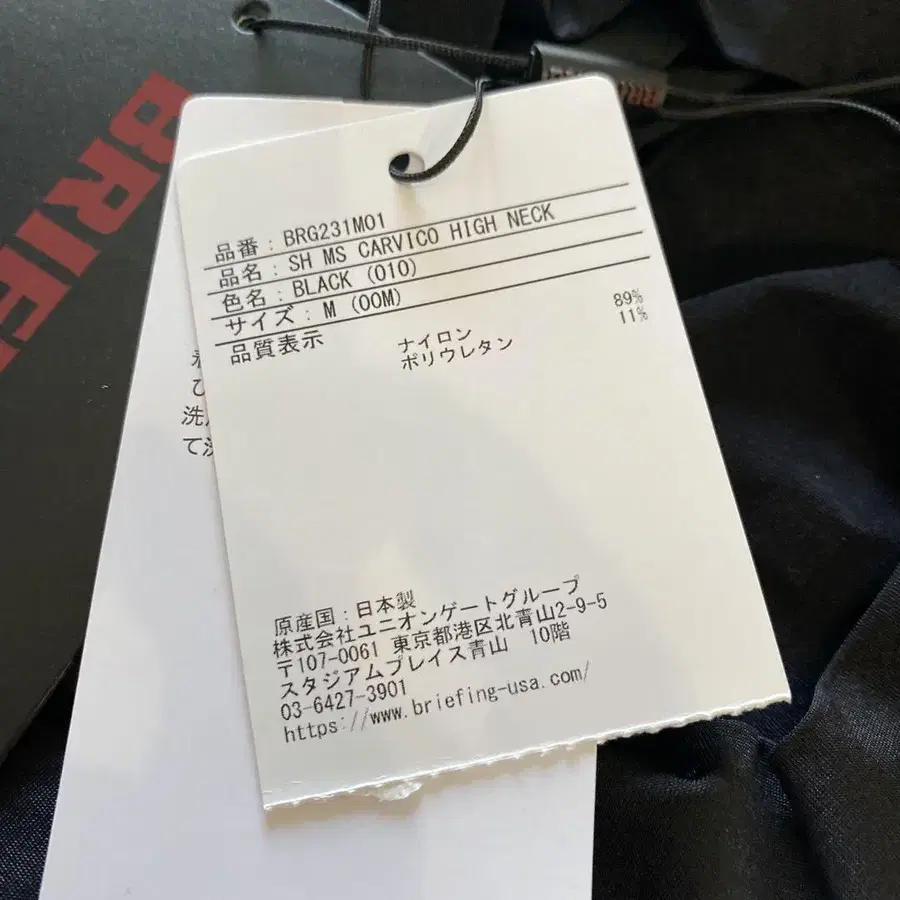 BRIEF
品番 : BRG231M01
品名 : SH MS CARVICO HIGH NECK
色名 : BLACK (010)
サイズ : M (00M)
品質表示 ナイロン 89%
ポリウレタン 11%
原産国 : 日本製
株式会社ユニオンゲートグループ
〒107-0061 東京都港区北青山2-9-5
スタジアムプレイス青山 10階
03-6427-3901
https://www.briefing-usa.com/
ひ
洗
て